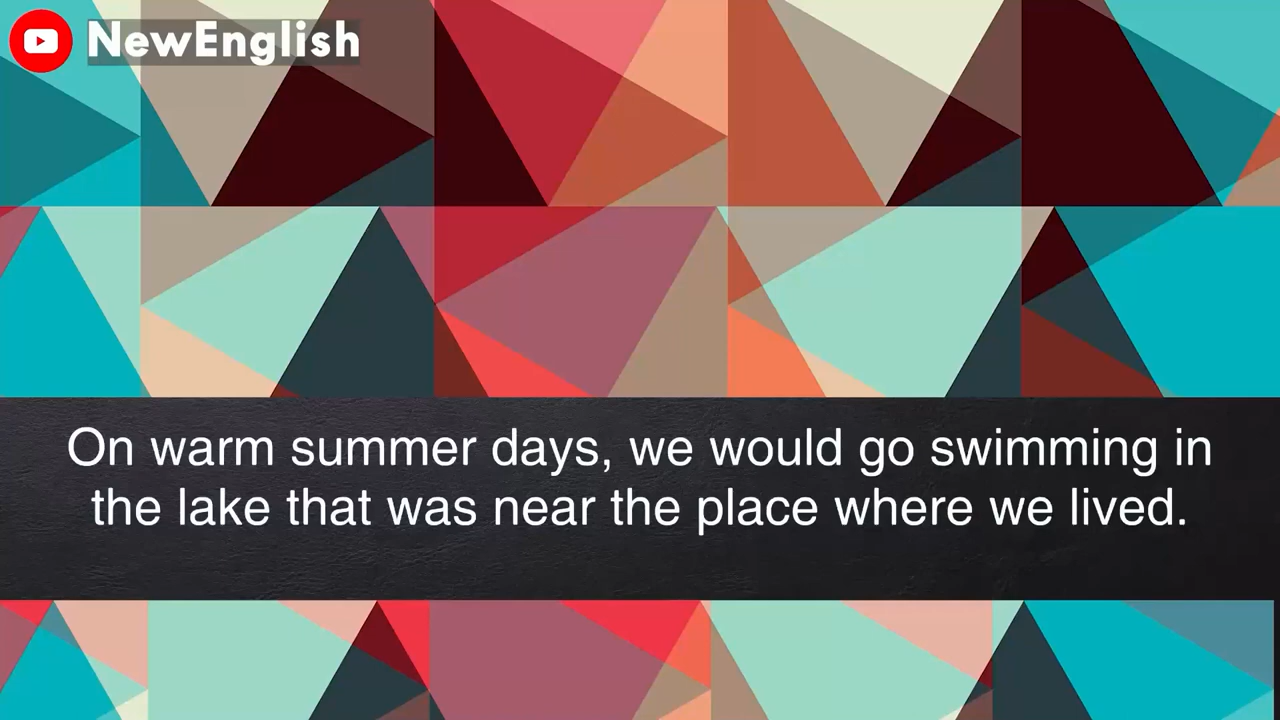 NewEnglish
On warm summer days, we would go swimming in
the lake that was near the place where we lived.